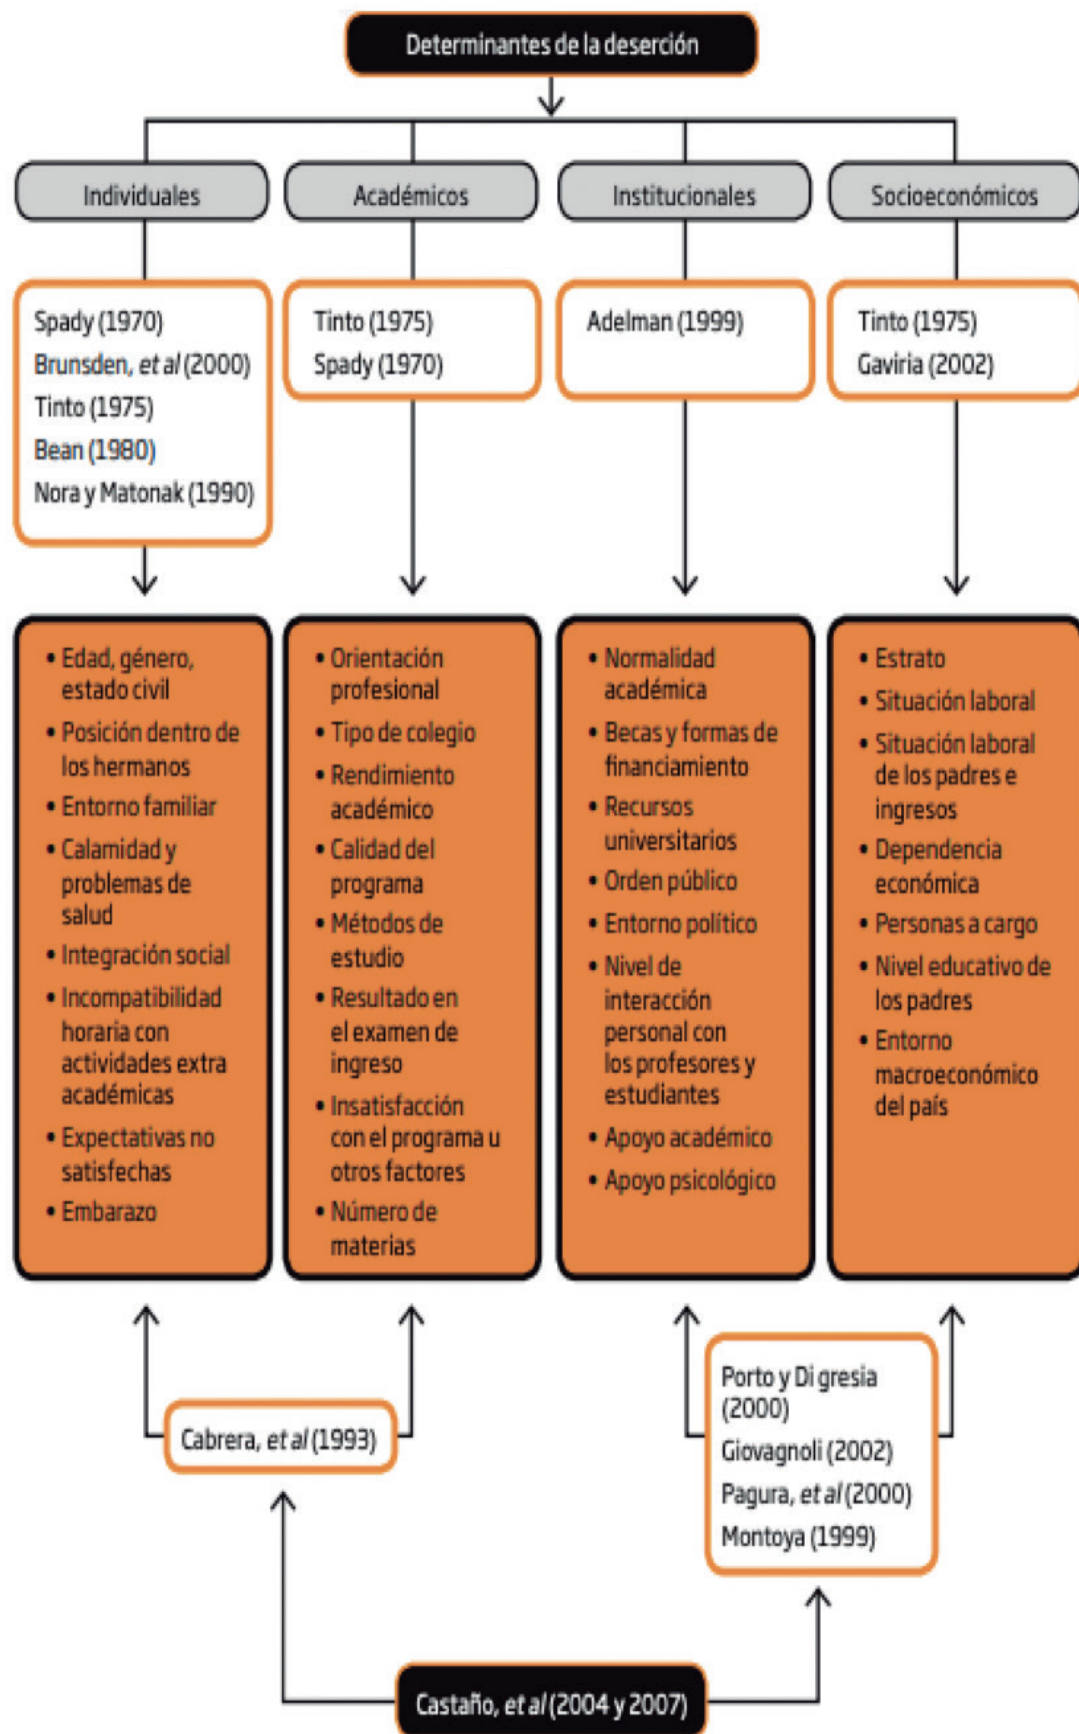 Determinantes de la deserción
Individuales
Académicos
Institucionales
Socioeconómicos
Spady (1970)
Brunsden, et al (2000)
Tinto (1975)
Bean (1980)
Nora y Matonak (1990)
Tinto (1975)
Spady (1970)
Adelman (1999)
Tinto (1975)
Gaviria (2002)
• Edad, género,
estado civil
• Posición dentro de
los hermanos
• Entorno familiar
• Calamidad y
problemas de
salud
• Integración social
• Incompatibilidad
horaria con
actividades extra
académicas
• Expectativas no
satisfechas
• Embarazo
• Orientación
profesional
• Tipo de colegio
• Rendimiento
académico
• Calidad del
programa
• Métodos de
estudio
• Resultado en
el examen de
ingreso
• Insatisfacción
con el programa u
otros factores
• Número de
materias
• Normalidad
académica
• Becas y formas de
financiamiento
• Recursos
universitarios
• Orden público
• Entorno político
• Nivel de
interacción
personal con
los profesores y
estudiantes
• Apoyo académico
• Apoyo psicológico
• Estrato
• Situación laboral
• Situación laboral
de los padres e
ingresos
• Dependencia
económica
• Personas a cargo
• Nivel educativo de
los padres
• Entorno
macroeconómico
del país
Cabrera, et al (1993)
Porto y Di gresia
(2000)
Giovagnoli (2002)
Pagura, et al (2000)
Montoya (1999)
Castaño, et al (2004 y 2007)